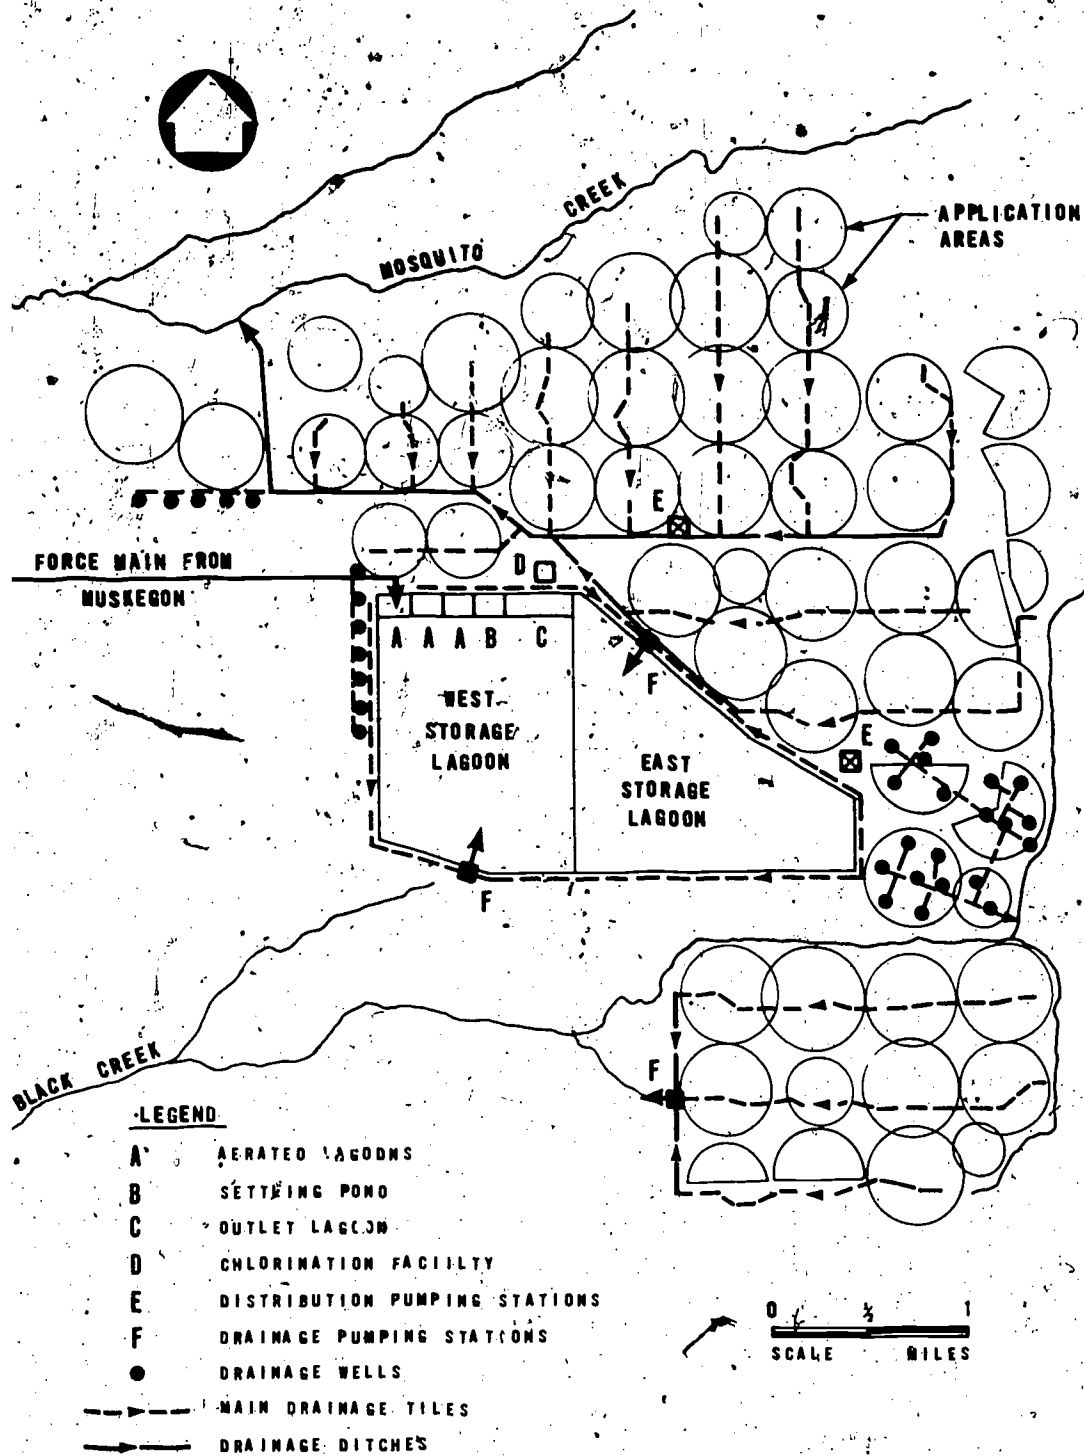 CREEK
MOSQUITO
APPLICATION
AREAS
E
FORCE MAIN FROM
MUSKEGON
D
A A A B C
F
WEST
STORAGE
LAGOON
E
EAST
STORAGE
LAGOON
F
F
BLACK CREEK
LEGEND
A AERATED LAGOONS
B SETTLING POND
C OUTLET LAGOON
D CHLORINATION FACILITY
E DISTRIBUTION PUMPING STATIONS
F DRAINAGE PUMPING STATIONS
DRAINAGE WELLS
MAIN DRAINAGE TILES
DRAINAGE DITCHES
0 ½ 1
SCALE MILES